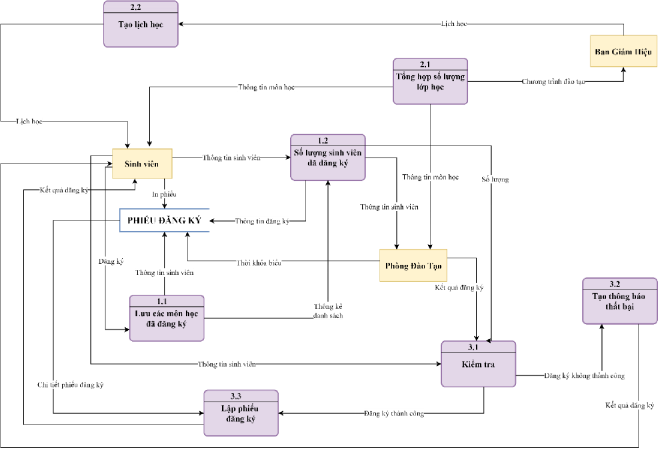 2.2
Tạo lịch học
Lịch học
Ban Giám Hiệu
2.1
Tổng hợp số lượng
lớp học
Thông tin môn học
Chương trình đào tạo
Lịch học
1.2
Số lượng sinh viên
đã đăng ký
Sinh viên
Thông tin sinh viên
Thông tin môn học
Số lượng
Kết quả đăng ký
In phiếu
Thông tin sinh viên
PHIẾU ĐĂNG KÝ
Thông tin đăng ký
Đăng ký
Thời khóa biểu
Phòng Đào Tạo
Thông tin sinh viên
Kết quả đăng ký
3.2
Tạo thông báo
thất bại
1.1
Lưu các môn học
đã đăng ký
Thống kê
danh sách
3.1
Kiểm tra
Thông tin sinh viên
Đăng ký không thành công
Chi tiết phiếu đăng ký
3.3
Lập phiếu
đăng ký
Đăng ký thành công
Kết quả đăng ký